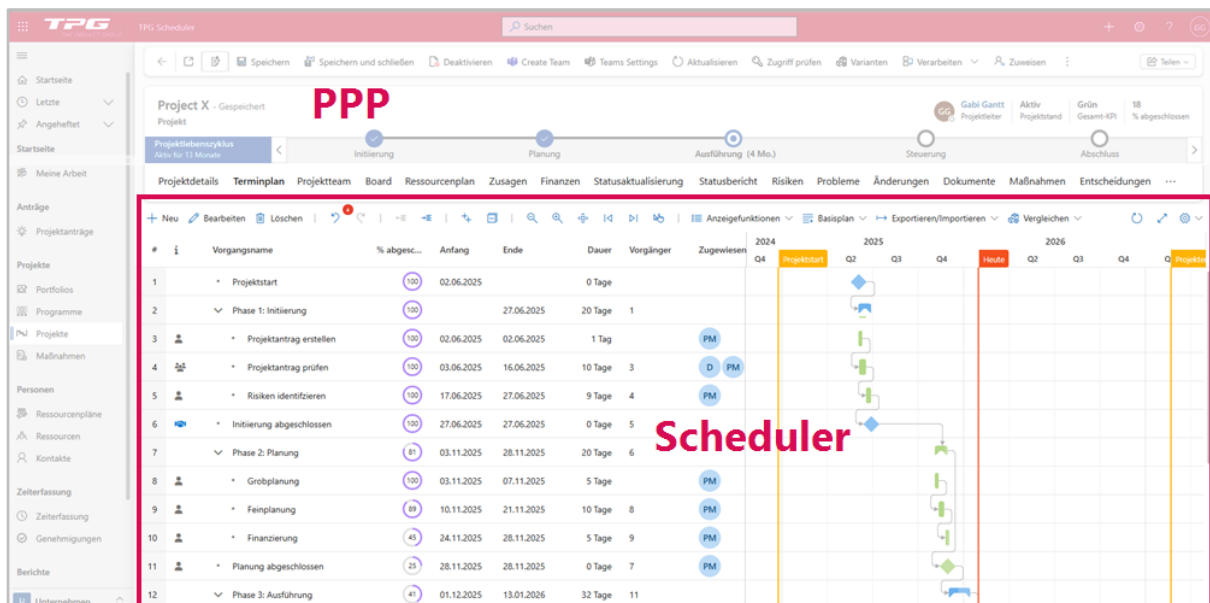 TPG TPG Scheduler Suchen ? GG
THE PROJECT GROUP
Speichern Speichern und schließen Deaktivieren Create Team Teams Settings Aktualisieren Zugriff prüfen Varianten Verarbeiten Zuweisen Teilen
Startseite
Letzte
Angeheftet
Startseite
Meine Arbeit
Anträge
Projektanträge
Projekte
Portfolios
Programme
Projekte
Maßnahmen
Personen
Ressourcenpläne
Ressourcen
Kontakte
Zeiterfassung
Zeiterfassung
Genehmigungen
Berichte
U Unternehmen
Project X - Gespeichert
Projekt
PPP
GG Gabi Gantt Aktiv Grün 18
Projektleiter Projektstand Gesamt-KPI % abgeschlossen
Projektlebenszyklus
Aktiv für 13 Monate
Initiierung Planung Ausführung (4 Mo.) Steuerung Abschluss
Projektdetails Terminplan Projektteam Board Ressourcenplan Zusagen Finanzen Statusaktualisierung Statusbericht Risiken Probleme Änderungen Dokumente Maßnahmen Entscheidungen ...
Neu Bearbeiten Löschen Anzeigefunktionen Basisplan Exportieren/Importieren Vergleichen
# i Vorgangsname % abgesc... Anfang Ende Dauer Vorgänger Zugewiesen
2024 2025 2026
Q4 Projektstart Q2 Q3 Q4 Heute Q2 Q3 Q4 Q Projekte
1 Projektstart 100 02.06.2025 0 Tage
2 Phase 1: Initiierung 100 27.06.2025 20 Tage 1
3 Projektantrag erstellen 100 02.06.2025 02.06.2025 1 Tag PM
4 Projektantrag prüfen 100 03.06.2025 16.06.2025 10 Tage 3 D PM
5 Risiken identifzieren 100 17.06.2025 27.06.2025 9 Tage 4 PM
6 Initiierung abgeschlossen 100 27.06.2025 27.06.2025 0 Tage 5
Scheduler
7 Phase 2: Planung 81 03.11.2025 28.11.2025 20 Tage 6
8 Grobplanung 100 03.11.2025 07.11.2025 5 Tage PM
9 Feinplanung 89 10.11.2025 21.11.2025 10 Tage 8 PM
10 Finanzierung 45 24.11.2025 28.11.2025 5 Tage 9 PM
11 Planung abgeschlossen 25 28.11.2025 28.11.2025 0 Tage 7 PM
12 Phase 3: Ausführung 41 01.12.2025 13.01.2026 32 Tage 11